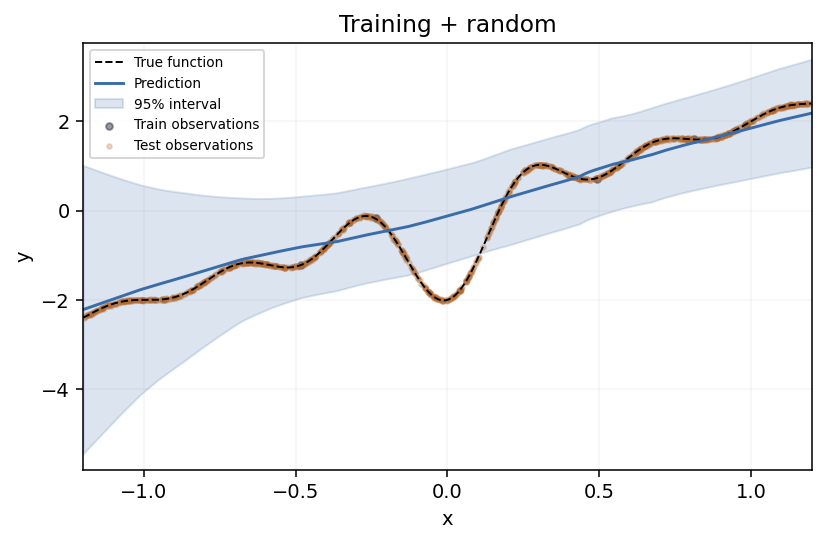 Training + random
True function
Prediction
95% interval
Train observations
Test observations
y
2
0
−2
−4
−1.0 −0.5 0.0 0.5 1.0
x